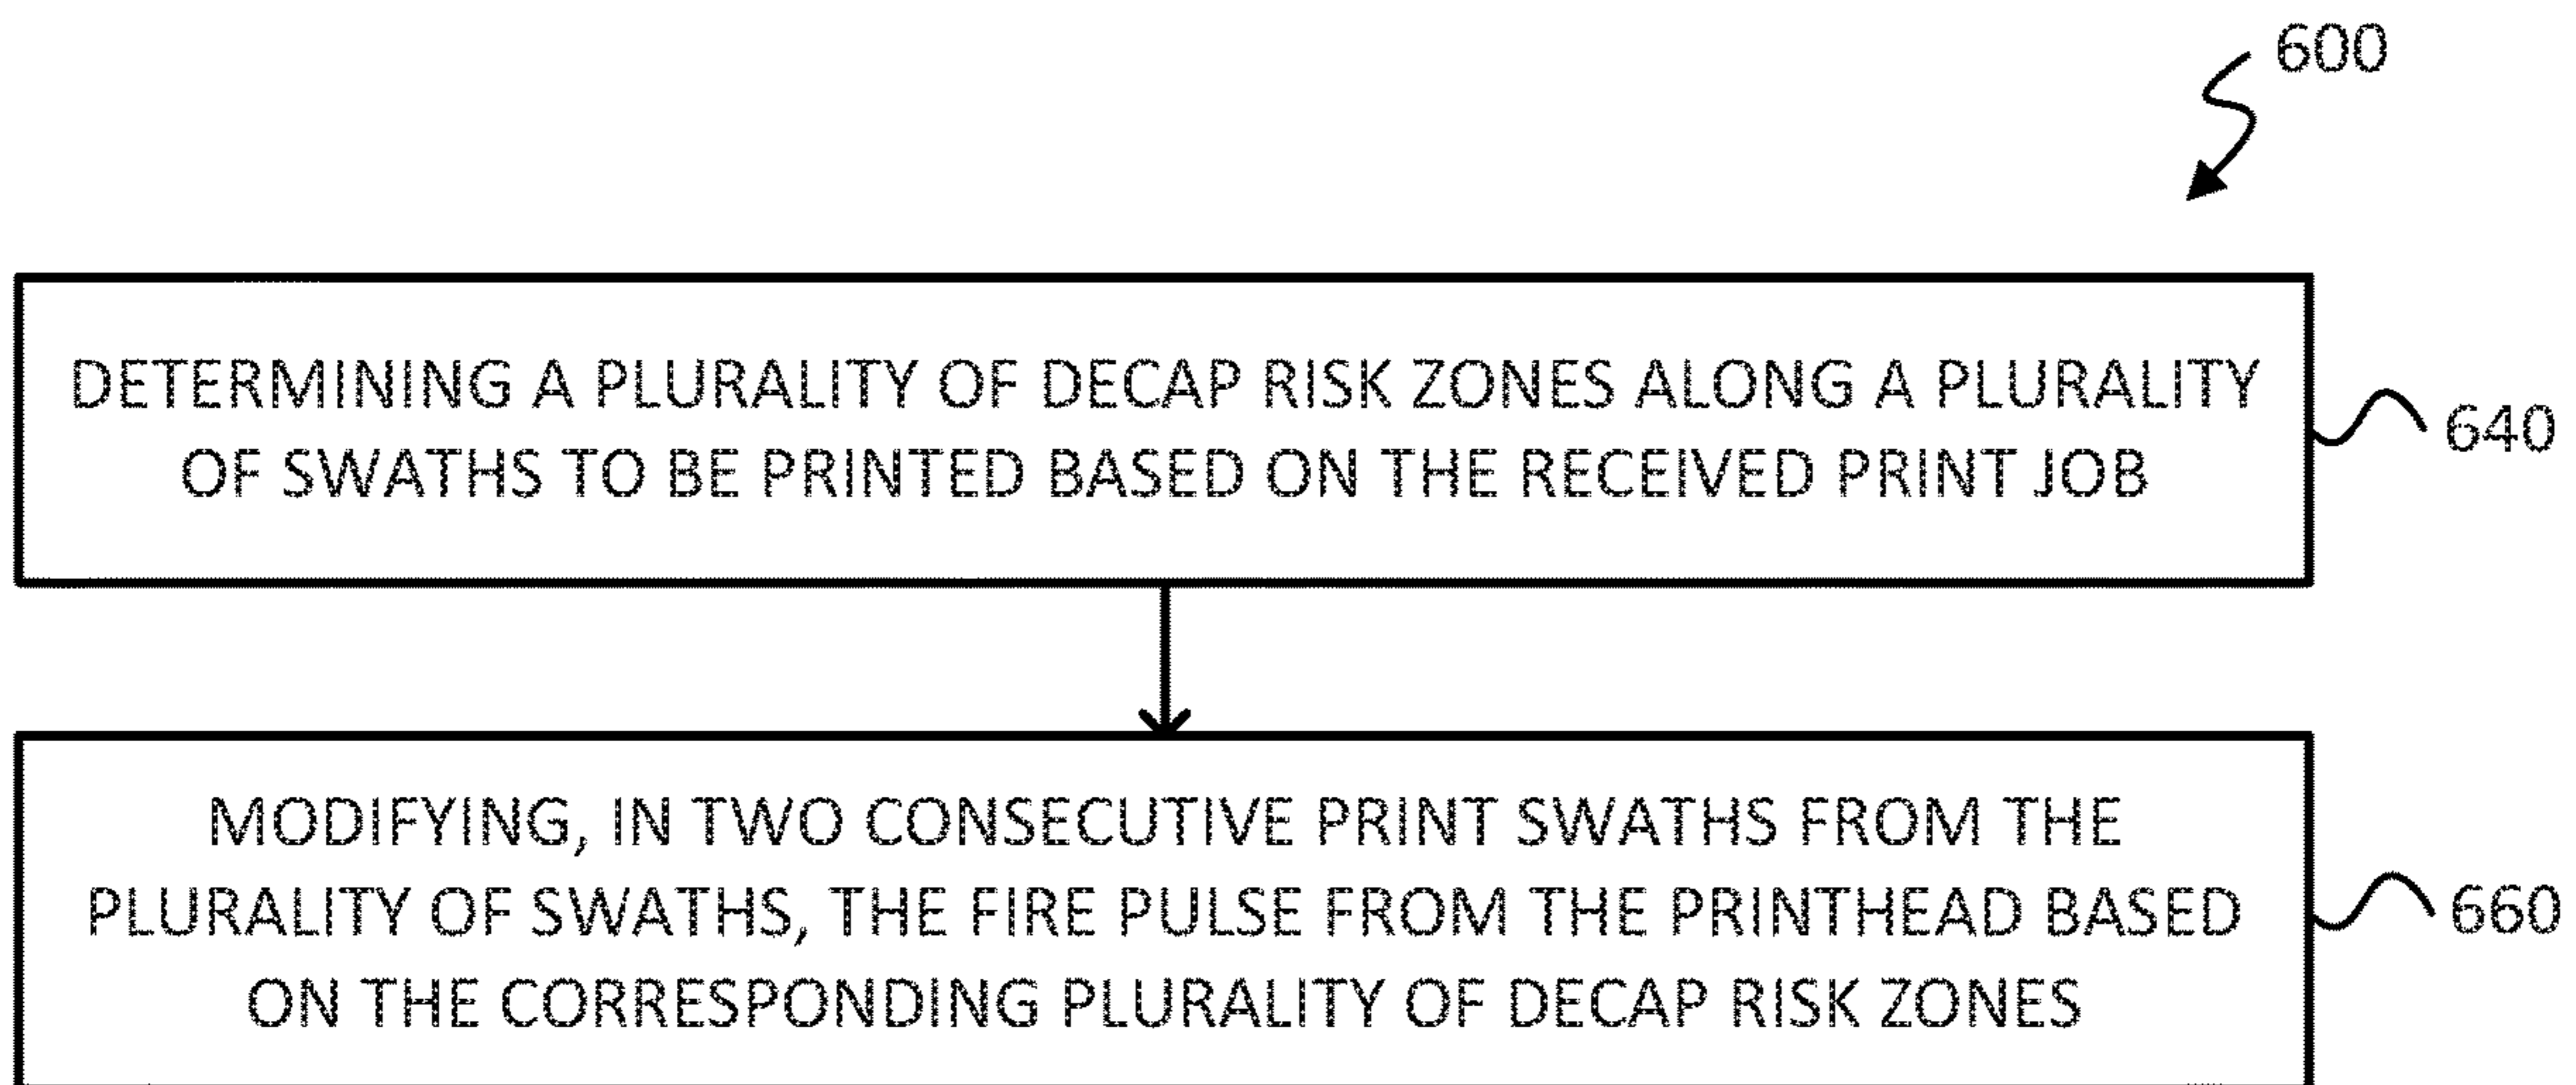 600
DETERMINING A PLURALITY OF DECAP RISK ZONES ALONG A PLURALITY
OF SWATHS TO BE PRINTED BASED ON THE RECEIVED PRINT JOB
640
MODIFYING, IN TWO CONSECUTIVE PRINT SWATHS FROM THE
PLURALITY OF SWATHS, THE FIRE PULSE FROM THE PRINTHEAD BASED
ON THE CORRESPONDING PLURALITY OF DECAP RISK ZONES
660